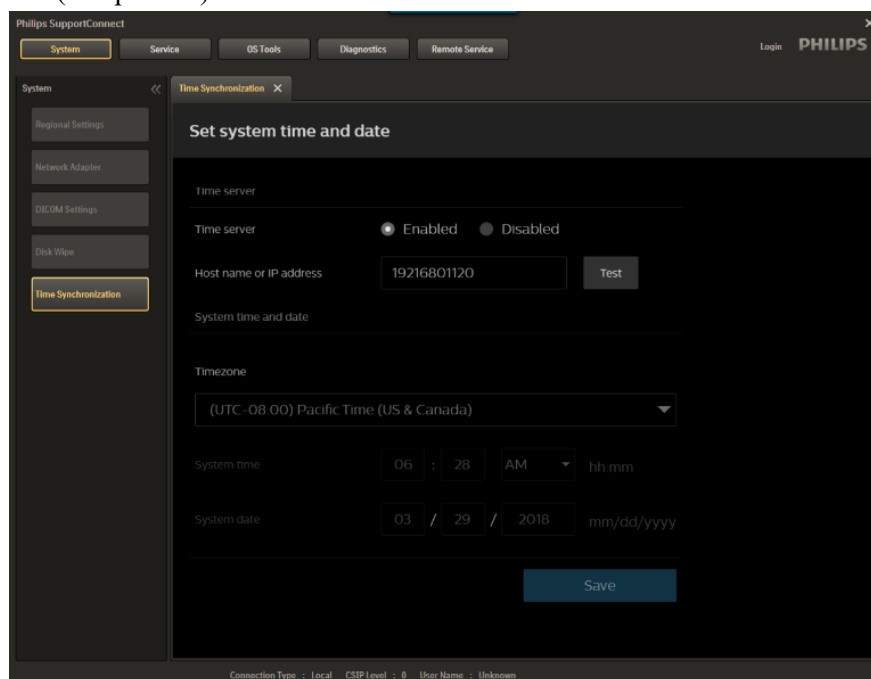 Philips SupportConnect
System Service OS Tools Diagnostics Remote Service Login PHILIPS
System
Time Synchronization
Regional Settings
Network Adapter
DICOM Settings
Disk Wipe
Time Synchronization
Set system time and date
Time server
Time server Enabled Disabled
Host name or IP address 19216801120 Test
System time and date
Timezone
(UTC-08:00) Pacific Time (US & Canada)
System time 06 : 28 AM hh:mm
System date 03 / 29 / 2018 mm/dd/yyyy
Save
Connection Type : Local CSIP Level : 0 User Name : Unknown